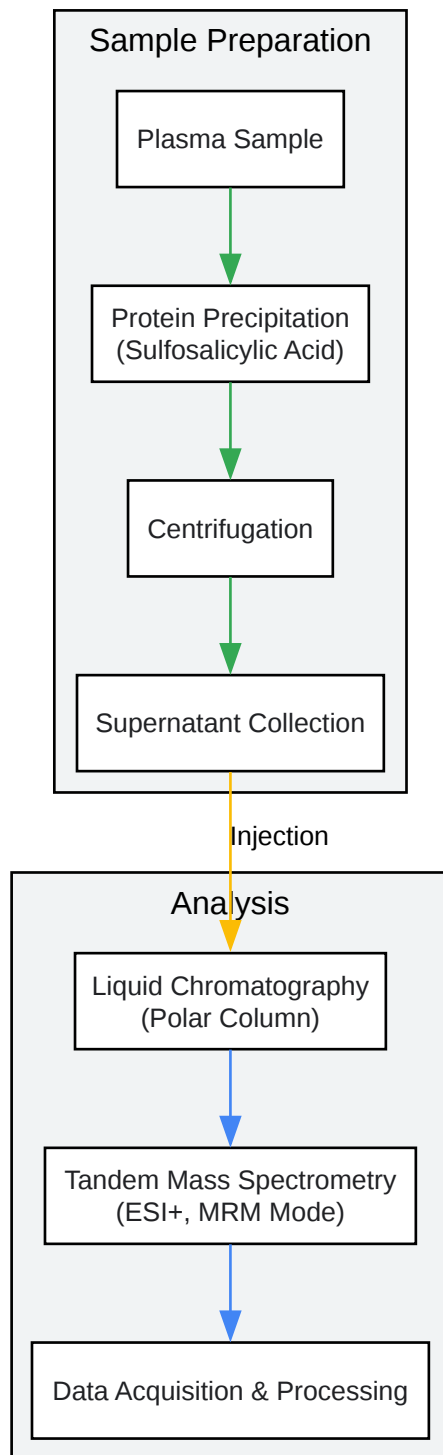 Sample Preparation
Plasma Sample
Protein Precipitation
(Sulfosalicylic Acid)
Centrifugation
Supernatant Collection
Injection
Analysis
Liquid Chromatography
(Polar Column)
Tandem Mass Spectrometry
(ESI+, MRM Mode)
Data Acquisition & Processing